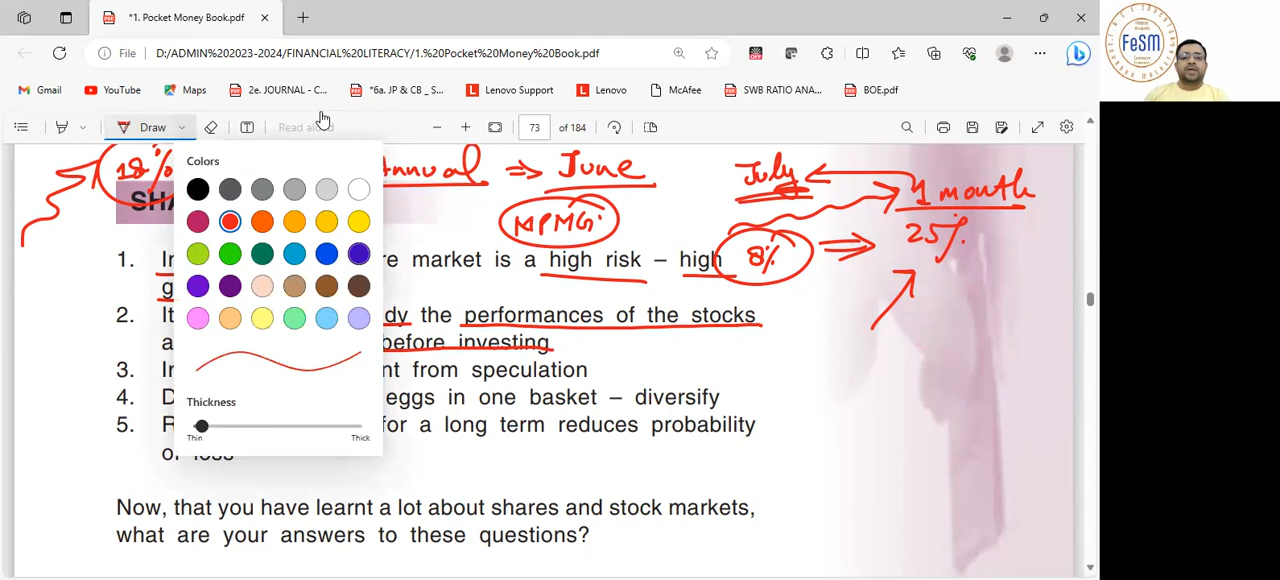 *1. Pocket Money Book.pdf
File D:/ADMIN%202023-2024/FINANCIAL%20LITERACY/1.%20Pocket%20Money%20Book.pdf
Gmail YouTube Maps 2e. JOURNAL - C... *6a. JP & CB _ S... Lenovo Support Lenovo McAfee SWB RATIO ANA... BOE.pdf
Draw Read aloud 73 of 184
18% Annual ⇒ June July 1 month
SHA
MPMG 25%
8% ⇒
Colors
1. In re market is a high risk – high
g
2. It dy the performances of the stocks
a before investing
3. In nt from speculation
4. D eggs in one basket – diversify
5. R for a long term reduces probability
of loss
Thickness
Thin Thick
Now, that you have learnt a lot about shares and stock markets,
what are your answers to these questions?
FeSM